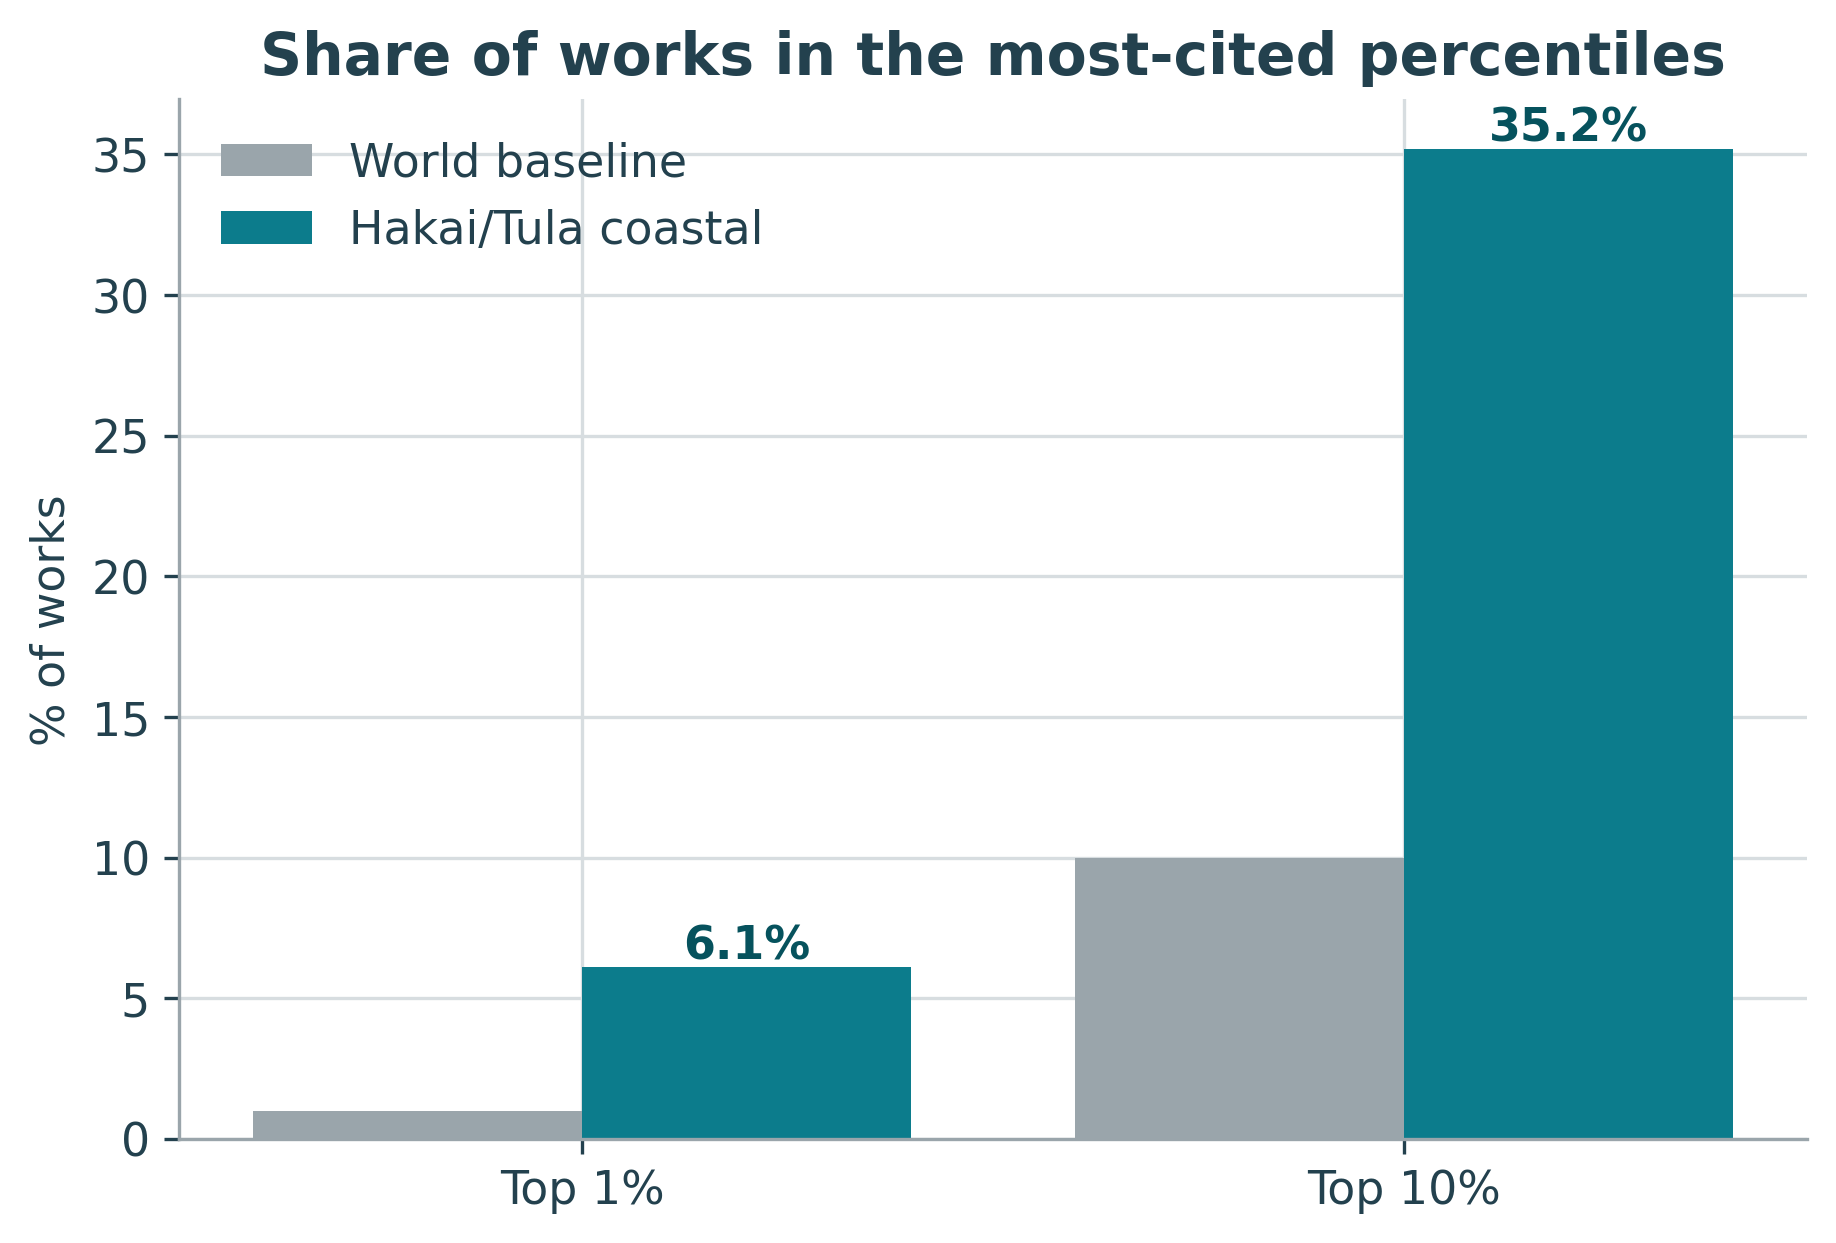 Share of works in the most-cited percentiles
World baseline
Hakai/Tula coastal
% of works
35
30
25
20
15
10
5
0
6.1%
35.2%
Top 1%
Top 10%